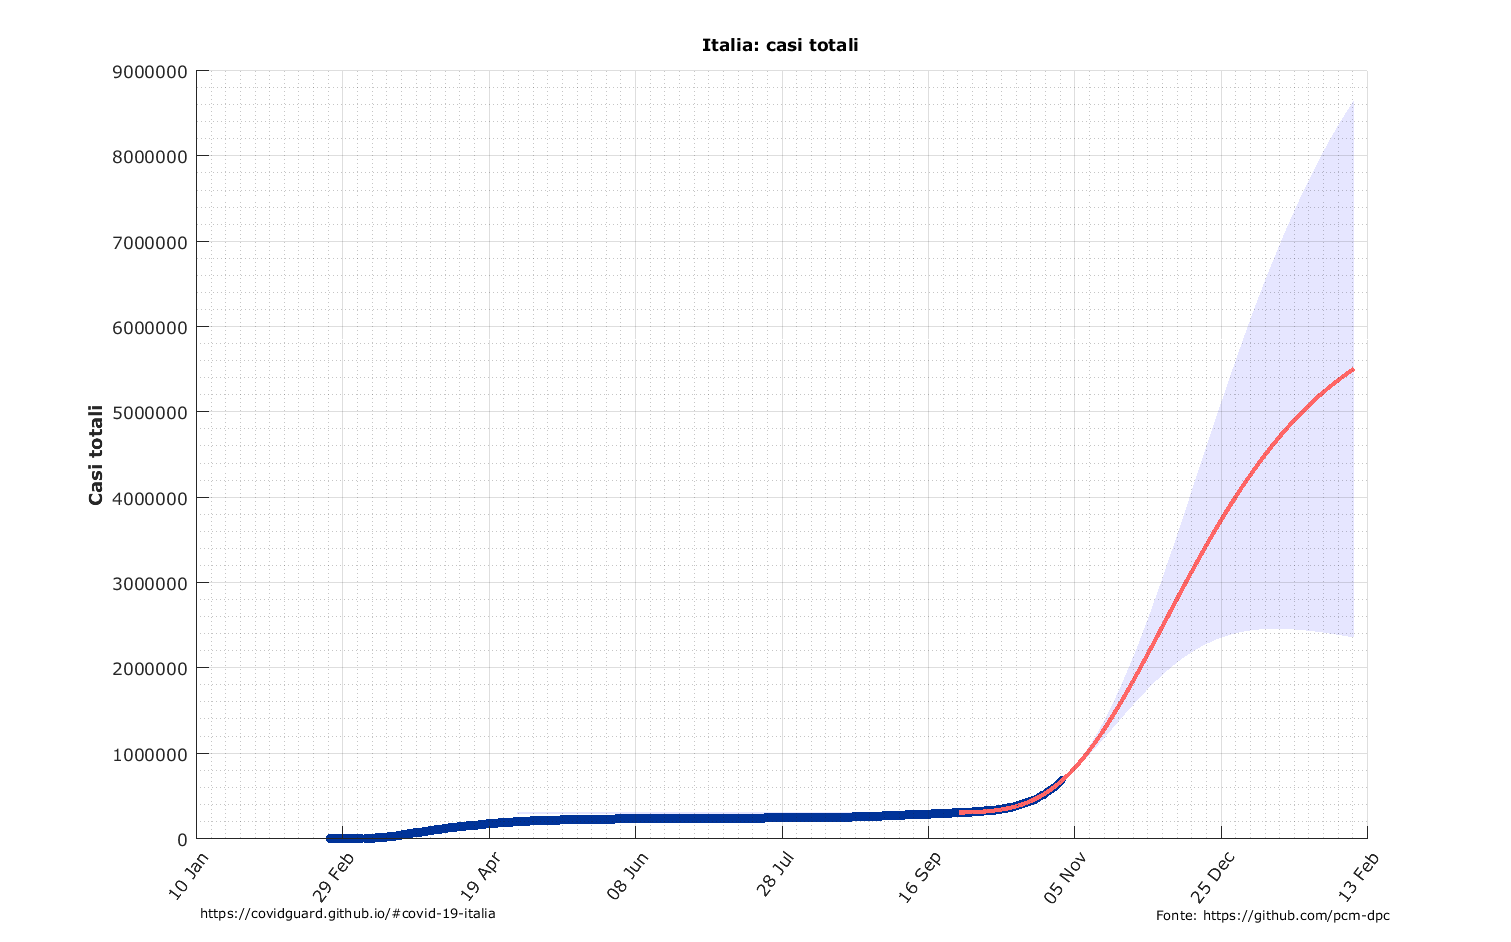 Italia: casi totali
9000000
8000000
7000000
6000000
5000000
4000000
3000000
2000000
1000000
0
Casi totali
10 Jan
29 Feb
19 Apr
08 Jun
28 Jul
16 Sep
05 Nov
25 Dec
13 Feb
https://covidguard.github.io/#covid-19-italia
Fonte: https://github.com/pcm-dpc